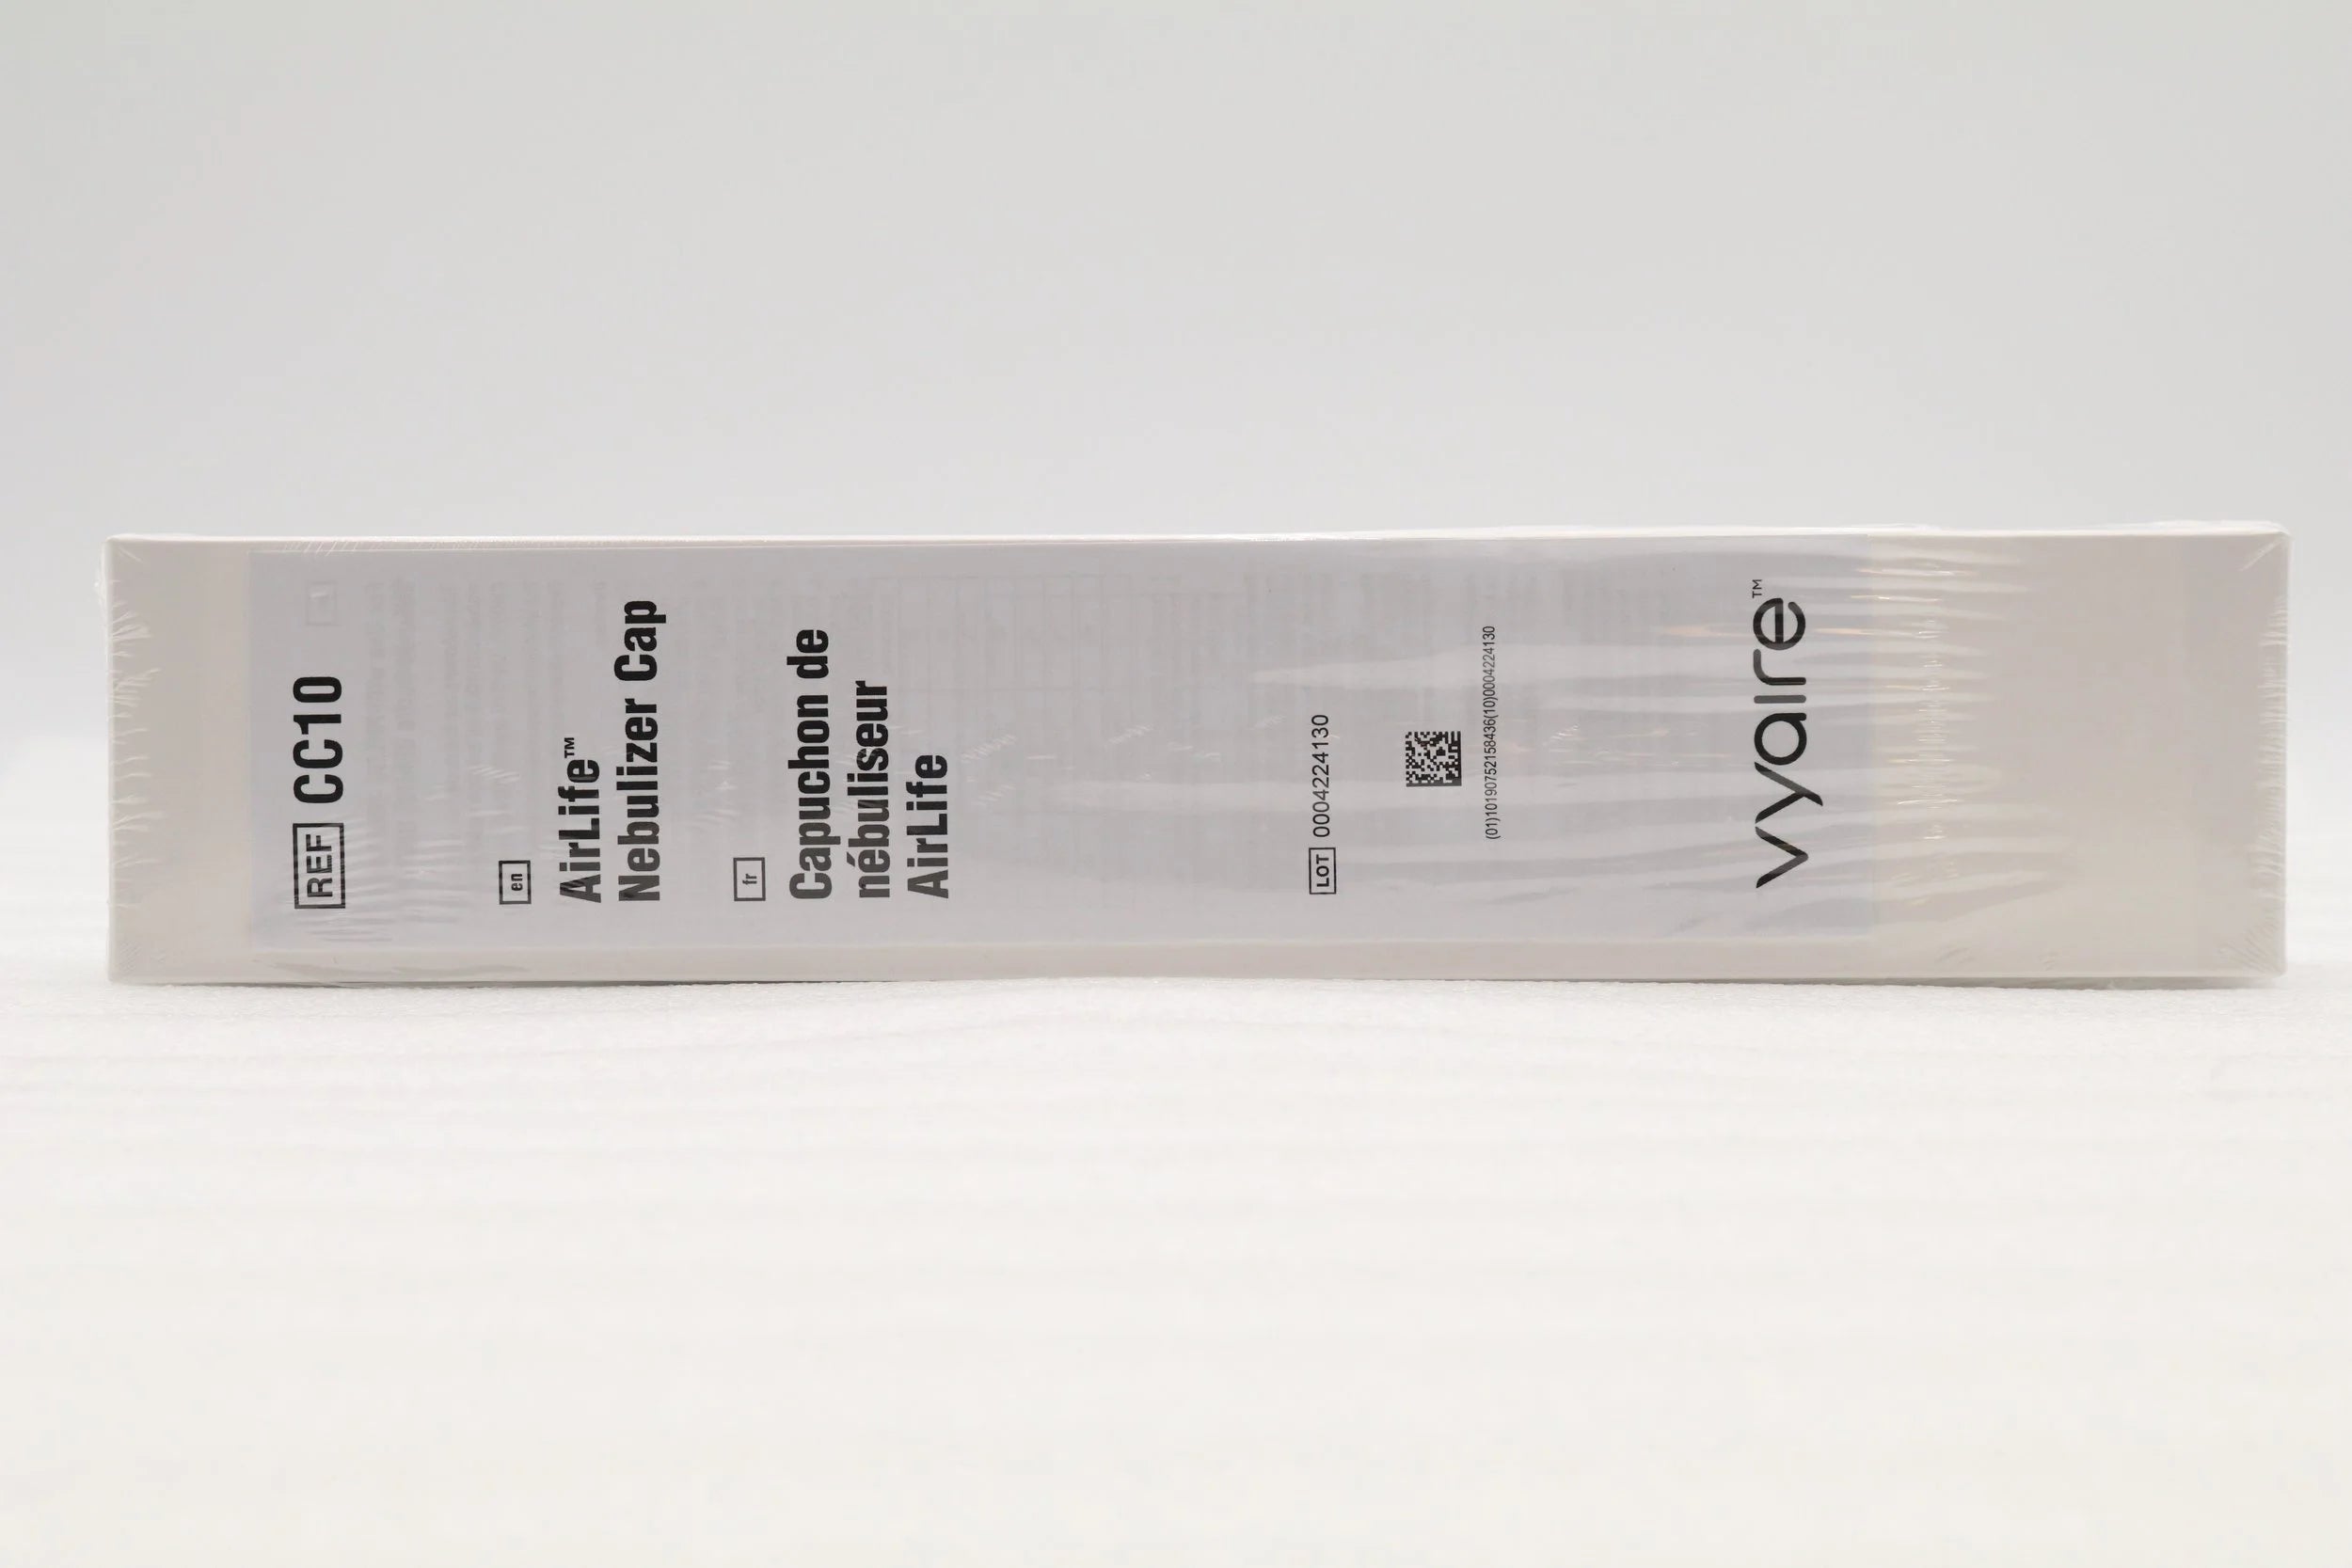 REF CC10
en
AirLife™
Nebulizer Cap
fr
Capuchon de
nébuliseur
AirLife
LOT 0004224130
(01)10190752158436(10)0004224130
vyaire™